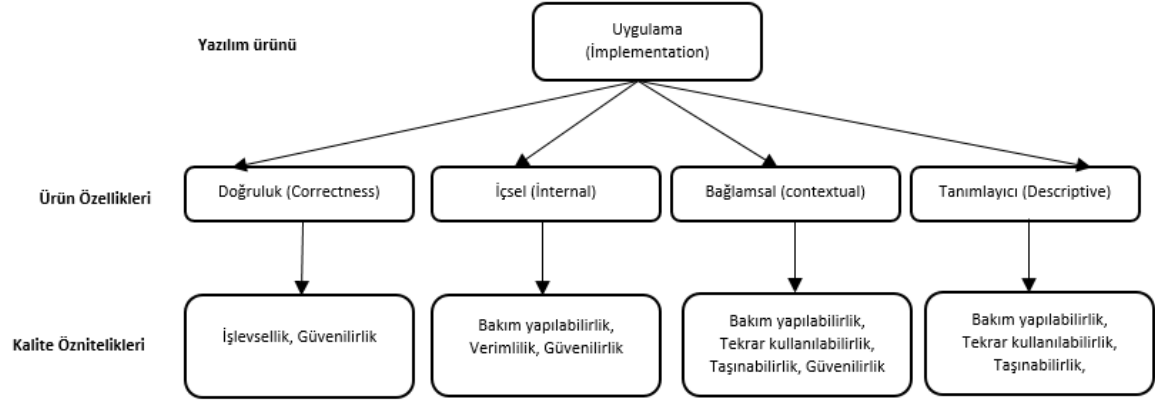 Yazılım ürünü
Uygulama
(İmplementation)
Ürün Özellikleri
Doğruluk (Correctness)
İçsel (İnternal)
Bağlamsal (contextual)
Tanımlayıcı (Descriptive)
Kalite Öznitelikleri
İşlevsellik, Güvenilirlik
Bakım yapılabilirlik,
Verimlilik, Güvenilirlik
Bakım yapılabilirlik,
Tekrar kullanılabilirlik,
Taşınabilirlik, Güvenilirlik
Bakım yapılabilirlik,
Tekrar kullanılabilirlik,
Taşınabilirlik,